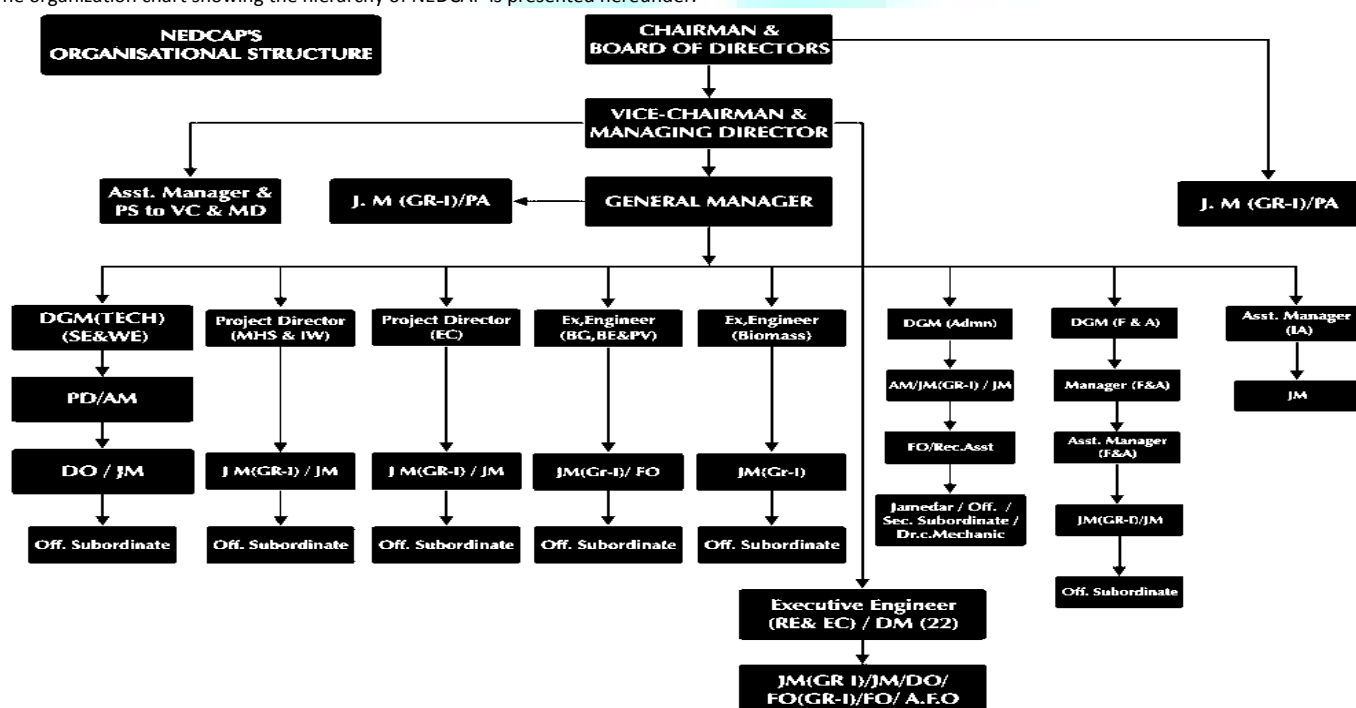 The organization chart showing the hierarchy of NEDCAP is presented hereunder:
NEDCAP'S
ORGANISATIONAL STRUCTURE
CHAIRMAN &
BOARD OF DIRECTORS
VICE-CHAIRMAN &
MANAGING DIRECTOR
Asst. Manager &
PS to VC & MD
J. M (GR-I)/PA
GENERAL MANAGER
J. M (GR-I)/PA
DGM(TECH)
(SE&WE)
Project Director
(MHS & IW)
Project Director
(EC)
Ex,Engineer
(BG,BE&PV)
Ex,Engineer
(Biomass)
DGM (Admn)
DGM (F & A)
Asst. Manager
(IA)
PD/AM
AM/JM(GR-I) / JM
Manager (F&A)
JM
DO / JM
J M(GR-I) / JM
J M(GR-I) / JM
JM(Gr-I)/ FO
JM(Gr-I)
FO/Rec.Asst
Asst. Manager
(F&A)
Off. Subordinate
Off. Subordinate
Off. Subordinate
Off. Subordinate
Off. Subordinate
Jamedar / Off. /
Sec. Subordinate /
Dr.c.Mechanic
JM(GR-I)/JM
Off. Subordinate
Executive Engineer
(RE& EC) / DM (22)
JM(GR I)/JM/DO/
FO(GR-I)/FO/ A.F.O